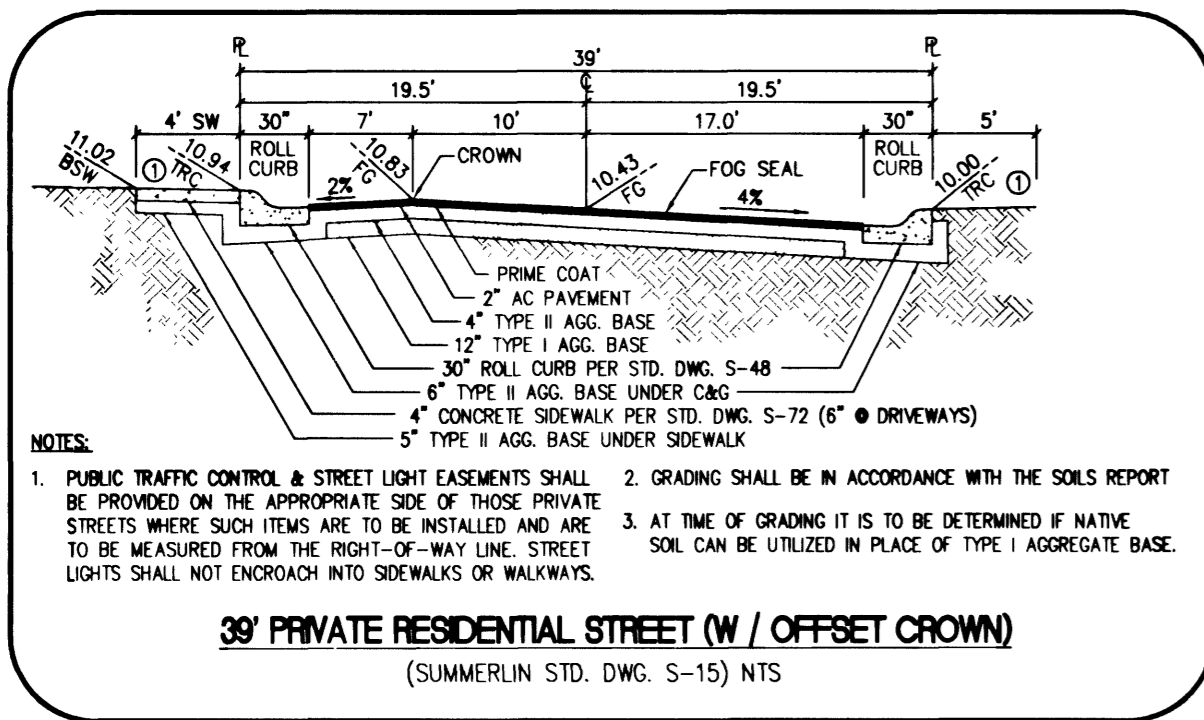 PL PL
39'
CL
19.5' 19.5'
4' SW 30" 7' 10' 17.0' 30" 5'
ROLL CURB ROLL CURB
11.02 BSW
① 10.94 TRC
10.83 FG
CROWN
10.43 FG
FOG SEAL
10.00 TRC ①
2% 4%
PRIME COAT
2" AC PAVEMENT
4" TYPE II AGG. BASE
12" TYPE I AGG. BASE
30" ROLL CURB PER STD. DWG. S-48
6" TYPE II AGG. BASE UNDER C&G
4" CONCRETE SIDEWALK PER STD. DWG. S-72 (6" @ DRIVEWAYS)
5" TYPE II AGG. BASE UNDER SIDEWALK
NOTES:
1. PUBLIC TRAFFIC CONTROL & STREET LIGHT EASEMENTS SHALL
BE PROVIDED ON THE APPROPRIATE SIDE OF THOSE PRIVATE
STREETS WHERE SUCH ITEMS ARE TO BE INSTALLED AND ARE
TO BE MEASURED FROM THE RIGHT-OF-WAY LINE. STREET
LIGHTS SHALL NOT ENCROACH INTO SIDEWALKS OR WALKWAYS.
2. GRADING SHALL BE IN ACCORDANCE WITH THE SOILS REPORT
3. AT TIME OF GRADING IT IS TO BE DETERMINED IF NATIVE
SOIL CAN BE UTILIZED IN PLACE OF TYPE I AGGREGATE BASE.
39' PRIVATE RESIDENTIAL STREET (W / OFFSET CROWN)
(SUMMERLIN STD. DWG. S-15) NTS